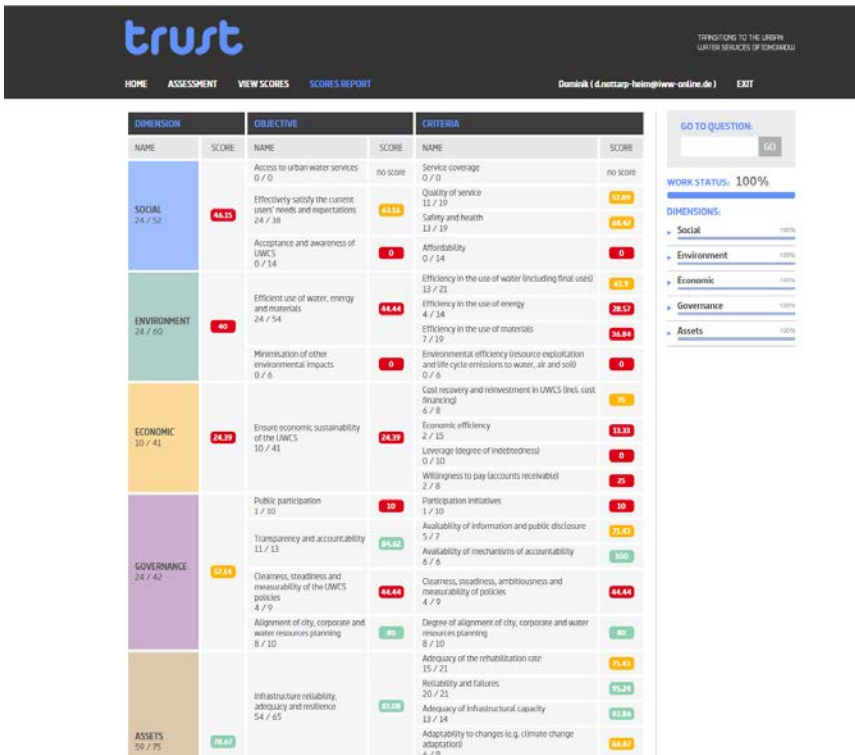 trust
TRANSITIONS TO THE URBAN
WATER SERVICES OF TOMORROW
HOME ASSESSMENT VIEW SCORES SCORES REPORT Dominik ( d.nottarp-heim@iww-online.de ) EXIT
DIMENSION OBJECTIVE CRITERIA
NAME SCORE NAME SCORE NAME SCORE
SOCIAL
24 / 52
46.15
Access to urban water services
0 / 0
no score
Service coverage
0 / 0
no score
Effectively satisfy the current
users' needs and expectations
24 / 38
63.16
Quality of service
11 / 19
57.89
Safety and health
13 / 19
68.42
Acceptance and awareness of
UWCS
0 / 14
0
Affordability
0 / 14
0
ENVIRONMENT
24 / 60
40
Efficient use of water, energy
and materials
24 / 54
44.44
Efficiency in the use of water (including final uses)
13 / 21
61.9
Efficiency in the use of energy
4 / 14
28.57
Efficiency in the use of materials
7 / 19
36.84
Minimisation of other
environmental impacts
0 / 6
0
Environmental efficiency (resource exploitation
and life cycle emissions to water, air and soil)
0 / 6
0
ECONOMIC
10 / 41
24.39
Ensure economic sustainability
of the UWCS
10 / 41
24.39
Cost recovery and reinvestment in UWCS (incl. cost
financing)
6 / 8
75
Economic efficiency
2 / 15
13.33
Leverage (degree of indebtedness)
0 / 10
0
Willingness to pay (accounts receivable)
2 / 8
25
GOVERNANCE
24 / 42
57.14
Public participation
1 / 10
10
Participation initiatives
1 / 10
10
Transparency and accountability
11 / 13
84.62
Availability of information and public disclosure
5 / 7
71.43
Availability of mechanisms of accountability
6 / 6
100
Clearness, steadiness and
measurability of the UWCS
policies
4 / 9
44.44
Clearness, steadiness, ambitiousness and
measurability of policies
4 / 9
44.44
Alignment of city, corporate and
water resources planning
8 / 10
80
Degree of alignment of city, corporate and water
resources planning
8 / 10
80
ASSETS
59 / 75
78.67
Infrastructure reliability,
adequacy and resilience
54 / 65
83.08
Adequacy of the rehabilitation rate
15 / 21
71.43
Reliability and failures
20 / 21
95.24
Adequacy of infrastructural capacity
13 / 14
92.86
Adaptability to changes (e.g. climate change
adaptation)
6 / 9
66.67
GO TO QUESTION:
GO
WORK STATUS: 100%
DIMENSIONS:
Social 100%
Environment 100%
Economic 100%
Governance 100%
Assets 100%